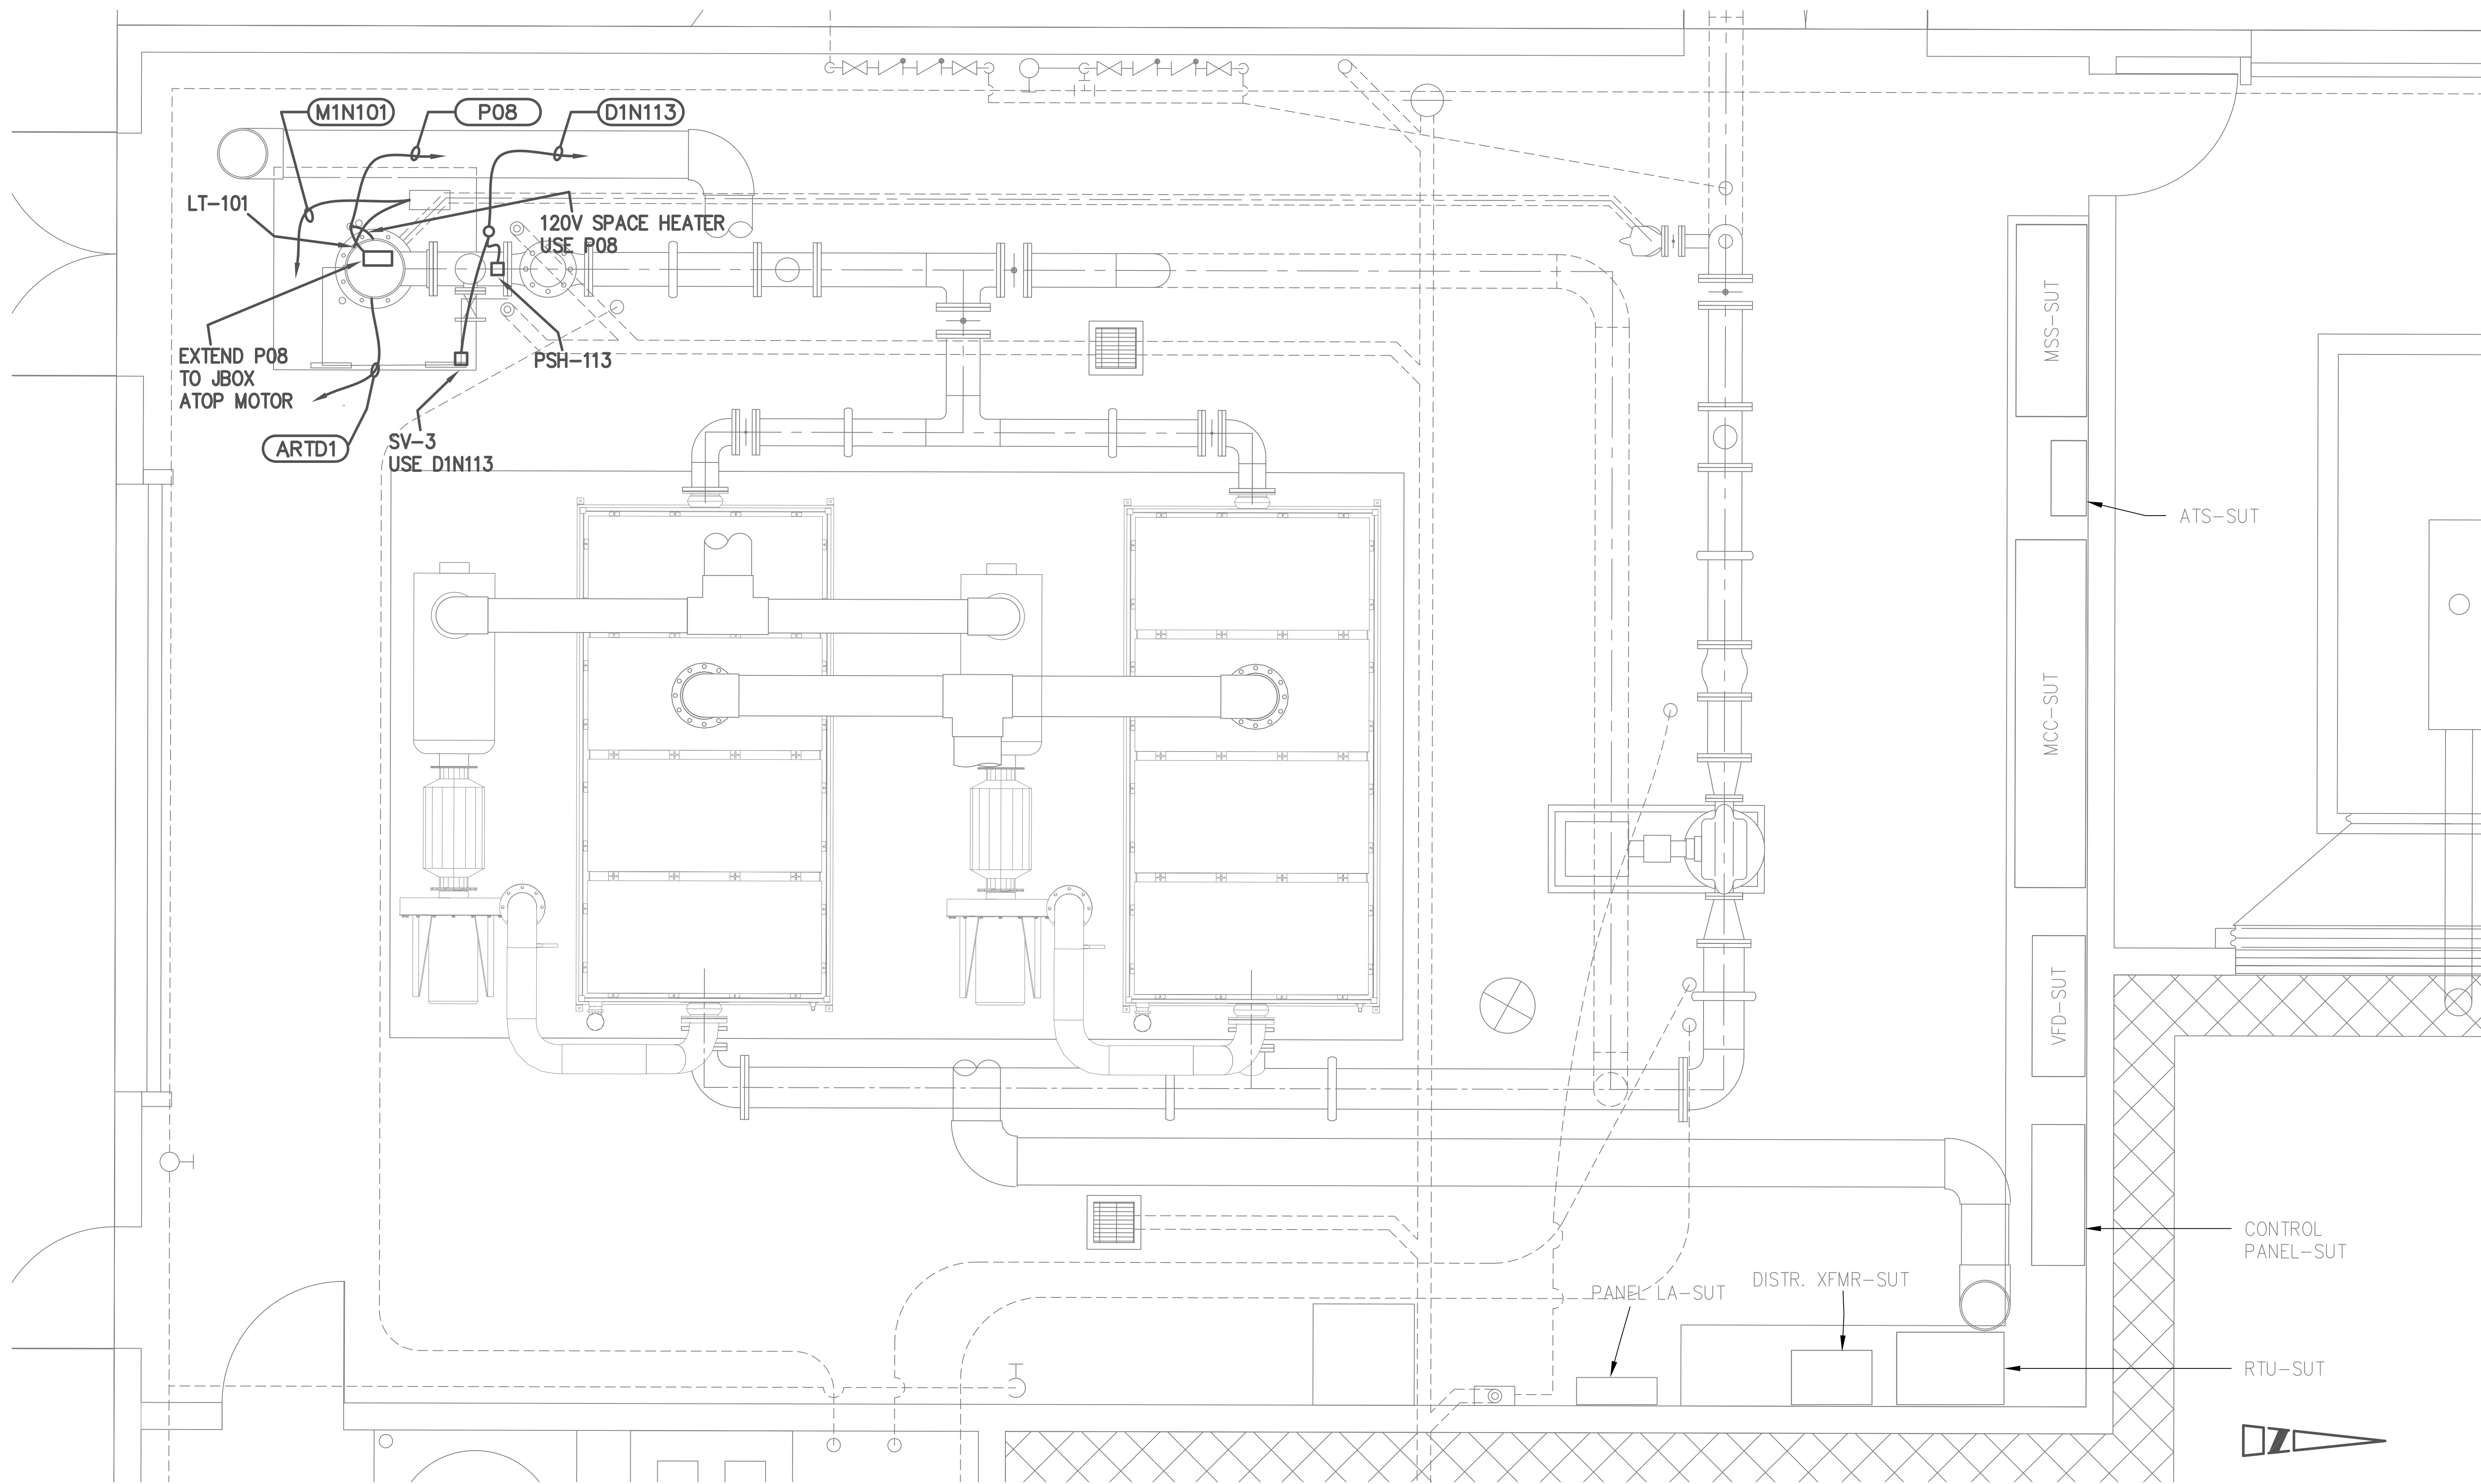 M1N101
P08
D1N113
LT-101
120V SPACE HEATER
USE P08
EXTEND P08
TO JBOX
ATOP MOTOR
PSH-113
ARTD1
SV-3
USE D1N113
MSS-SUT
ATS-SUT
MCC-SUT
VFD-SUT
CONTROL
PANEL-SUT
PANEL LA-SUT
DISTR. XFMR-SUT
RTU-SUT
Z